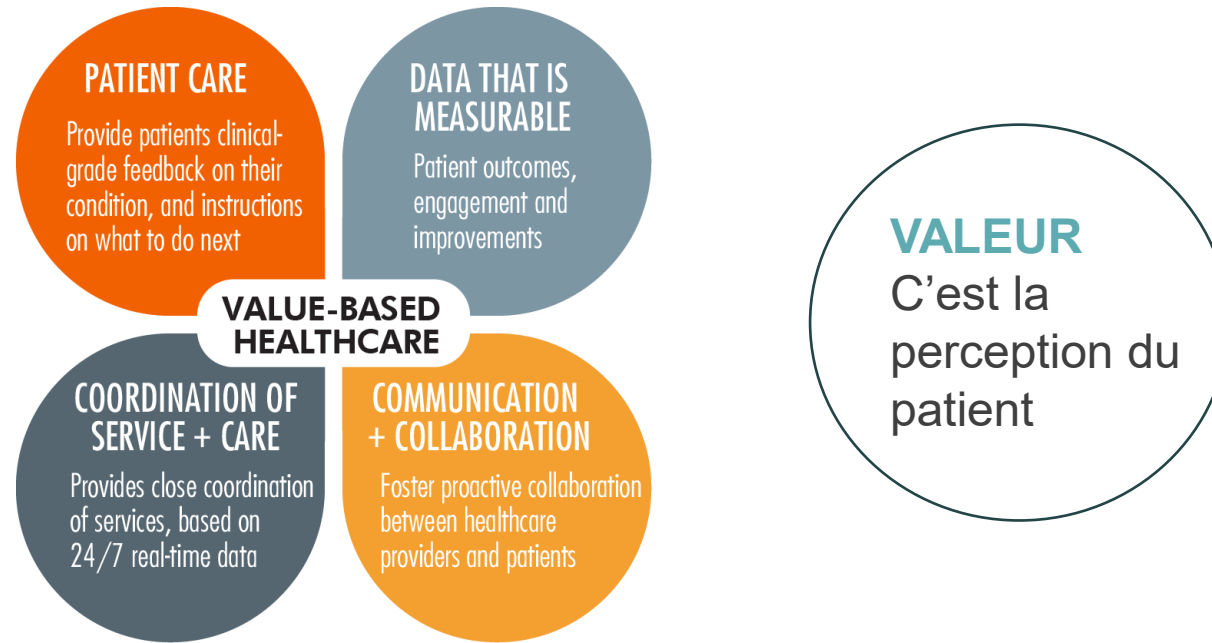 PATIENT CARE
Provide patients clinical-
grade feedback on their
condition, and instructions
on what to do next
DATA THAT IS
MEASURABLE
Patient outcomes,
engagement and
improvements
VALUE-BASED
HEALTHCARE
COORDINATION OF
SERVICE + CARE
Provides close coordination
of services, based on
24/7 real-time data
COMMUNICATION
+ COLLABORATION
Foster proactive collaboration
between healthcare
providers and patients
VALEUR
C’est la
perception du
patient